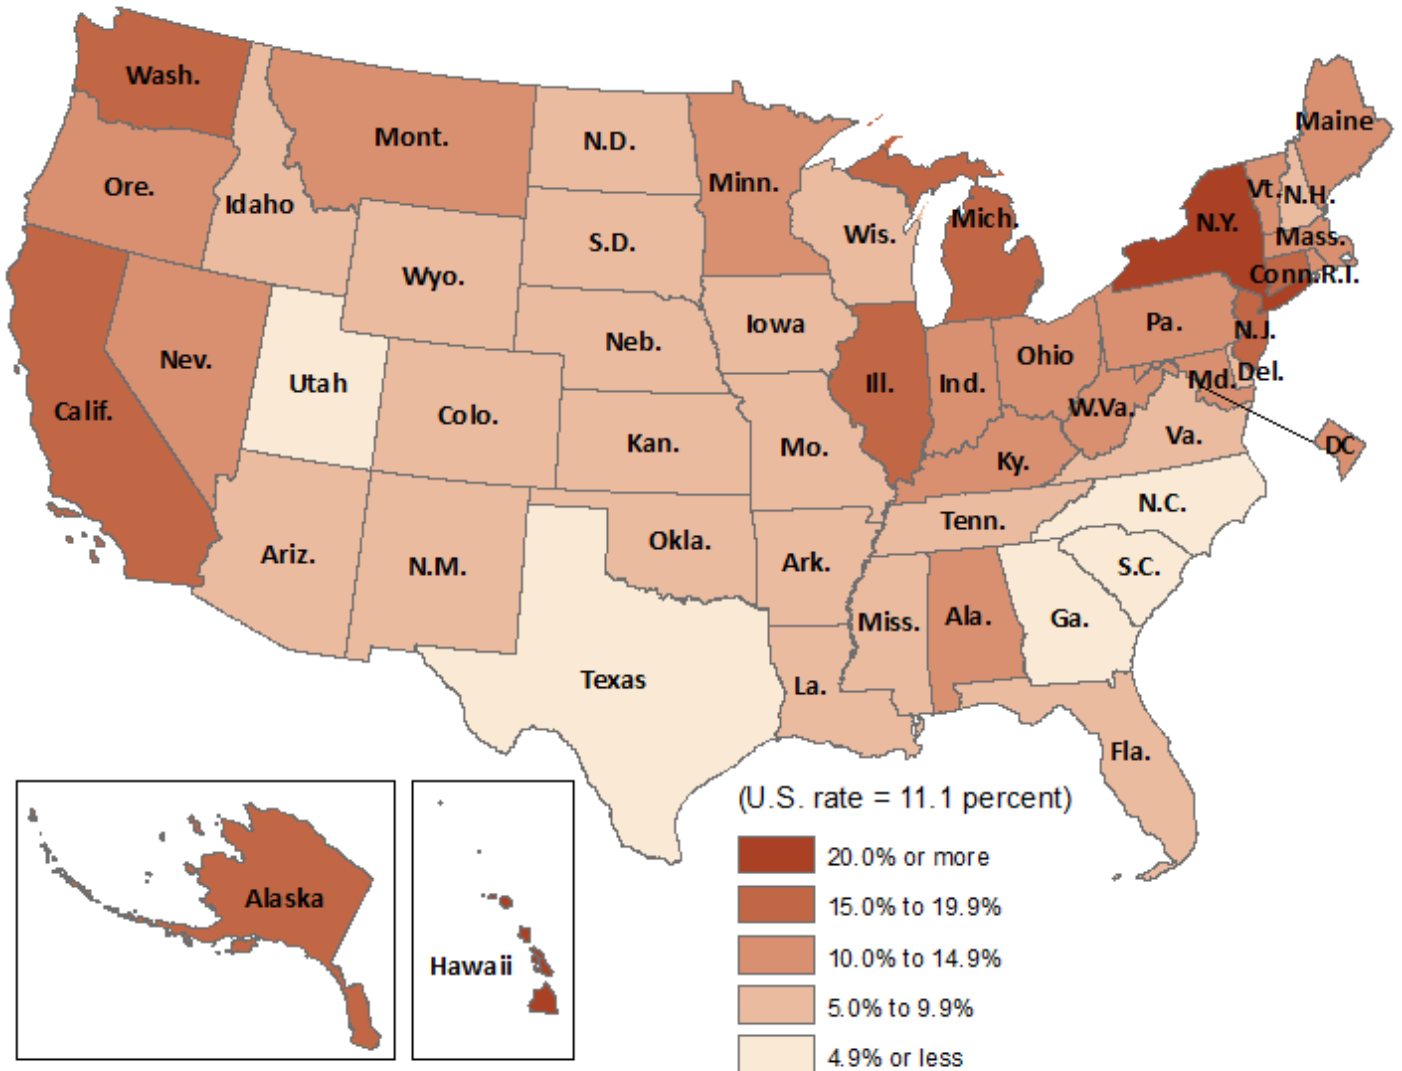 Wash.
Maine
Mont.
N.D.
Ore.
Minn.
Vt.
N.H.
Idaho
Mich.
N.Y.
Wis.
Mass.
S.D.
Wyo.
Conn.
R.I.
Iowa
Pa.
N.J.
Neb.
Ohio
Nev.
Utah
Ill.
Ind.
Md.
Del.
Calif.
Colo.
W.Va.
Kan.
Mo.
Va.
DC
Ky.
N.C.
Tenn.
Okla.
Ariz.
N.M.
Ark.
S.C.
Miss.
Ala.
Ga.
Texas
La.
Fla.
(U.S. rate = 11.1 percent)
20.0% or more
15.0% to 19.9%
10.0% to 14.9%
5.0% to 9.9%
4.9% or less
Alaska
Hawaii